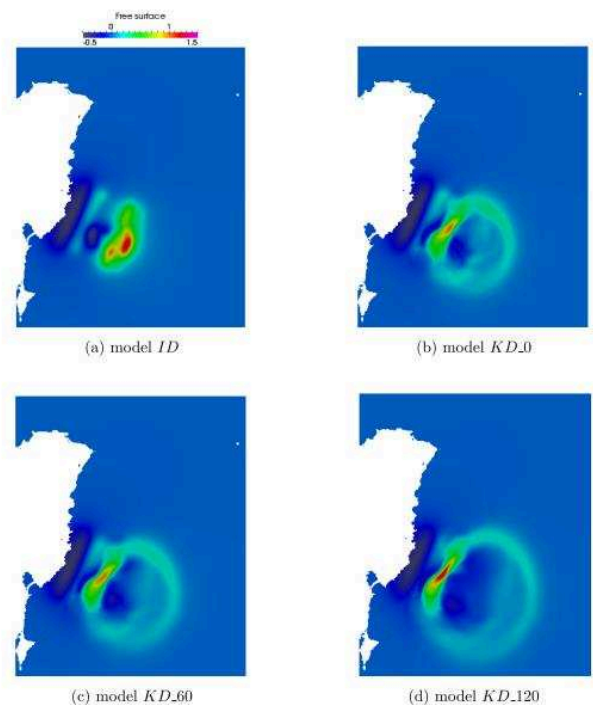 Free surface
0 1
-0.5 1.5
(a) model ID
(b) model KD_0
(c) model KD_60
(d) model KD_120